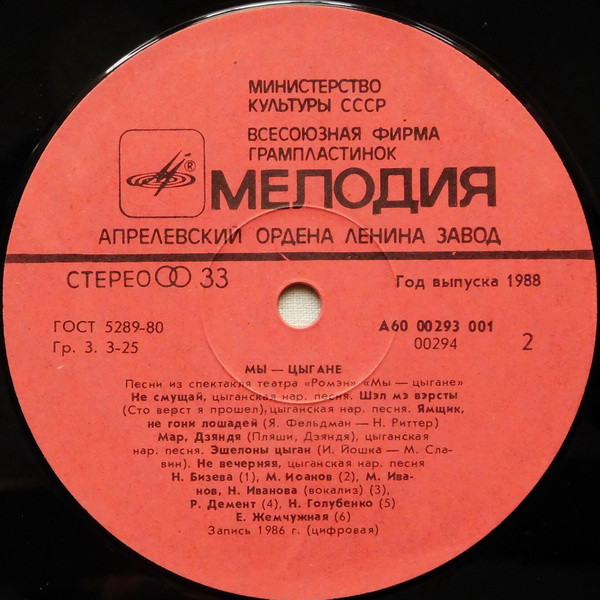 МИНИСТЕРСТВО
КУЛЬТУРЫ СССР
ВСЕСОЮЗНАЯ ФИРМА
ГРАМПЛАСТИНОК
®
МЕЛОДИЯ
АПРЕЛЕВСКИЙ ОРДЕНА ЛЕНИНА ЗАВОД
СТЕРЕО 33
Год выпуска 1988
ГОСТ 5289-80
Гр. 3. 3-25
А60 00293 001
00294
2
МЫ — ЦЫГАНЕ
Песни из спектакля театра «Ромэн» «Мы — цыгане»
Не смущай, цыганская нар. песня. Шэл мэ вэрсты
(Сто верст я прошел), цыганская нар. песня. Ямщик,
не гони лошадей (Я. Фельдман — Н. Риттер)
Мар, Дзяндя (Пляши, Дзяндя), цыганская
нар. песня. Эшелоны цыган (И. Йошка — М. Сла-
вин). Не вечерняя, цыганская нар. песня
Н. Бизева (1), М. Иоанов (2), М. Ива-
нов, Н. Иванова (вокализ) (3),
Р. Демент (4), Н. Голубенко (5)
Е. Жемчужная (6)
Запись 1986 г. (цифровая)